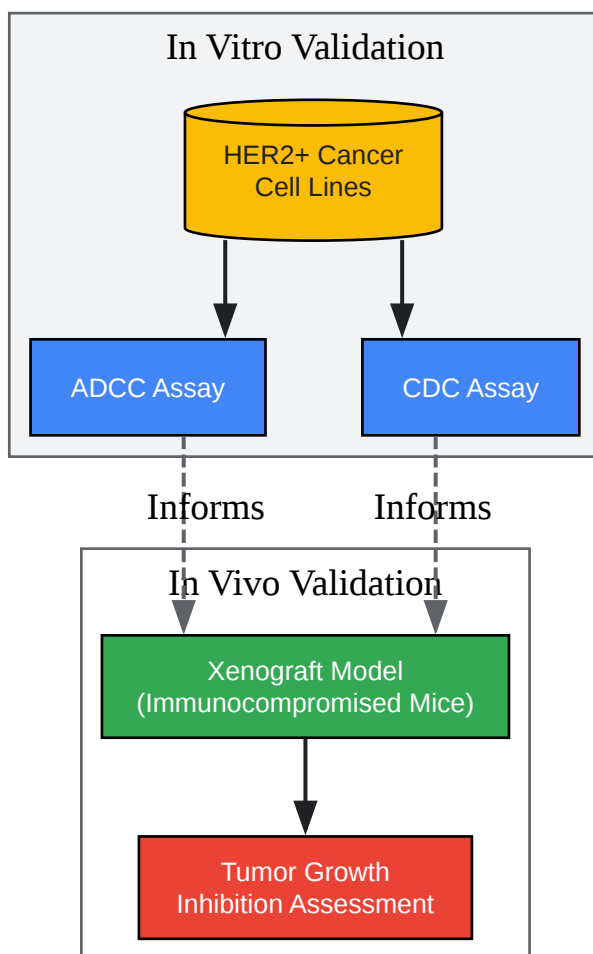 In Vitro Validation
HER2+ Cancer
Cell Lines
ADCC Assay
CDC Assay
Informs
Informs
In Vivo Validation
Xenograft Model
(Immunocompromised Mice)
Tumor Growth
Inhibition Assessment